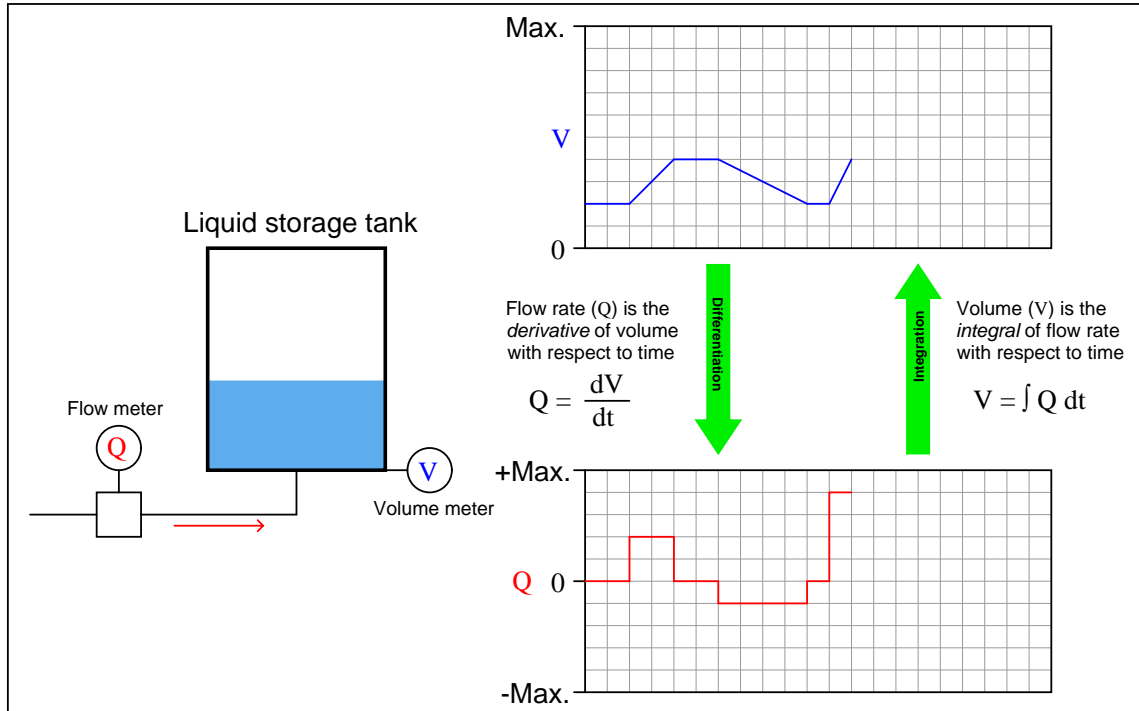 Max.
V
0
Liquid storage tank
Flow meter
Q
V
Volume meter
Flow rate (Q) is the
derivative of volume
with respect to time
Q = dV
dt
Differentiation
Integration
Volume (V) is the
integral of flow rate
with respect to time
V = ∫ Q dt
+Max.
Q 0
-Max.